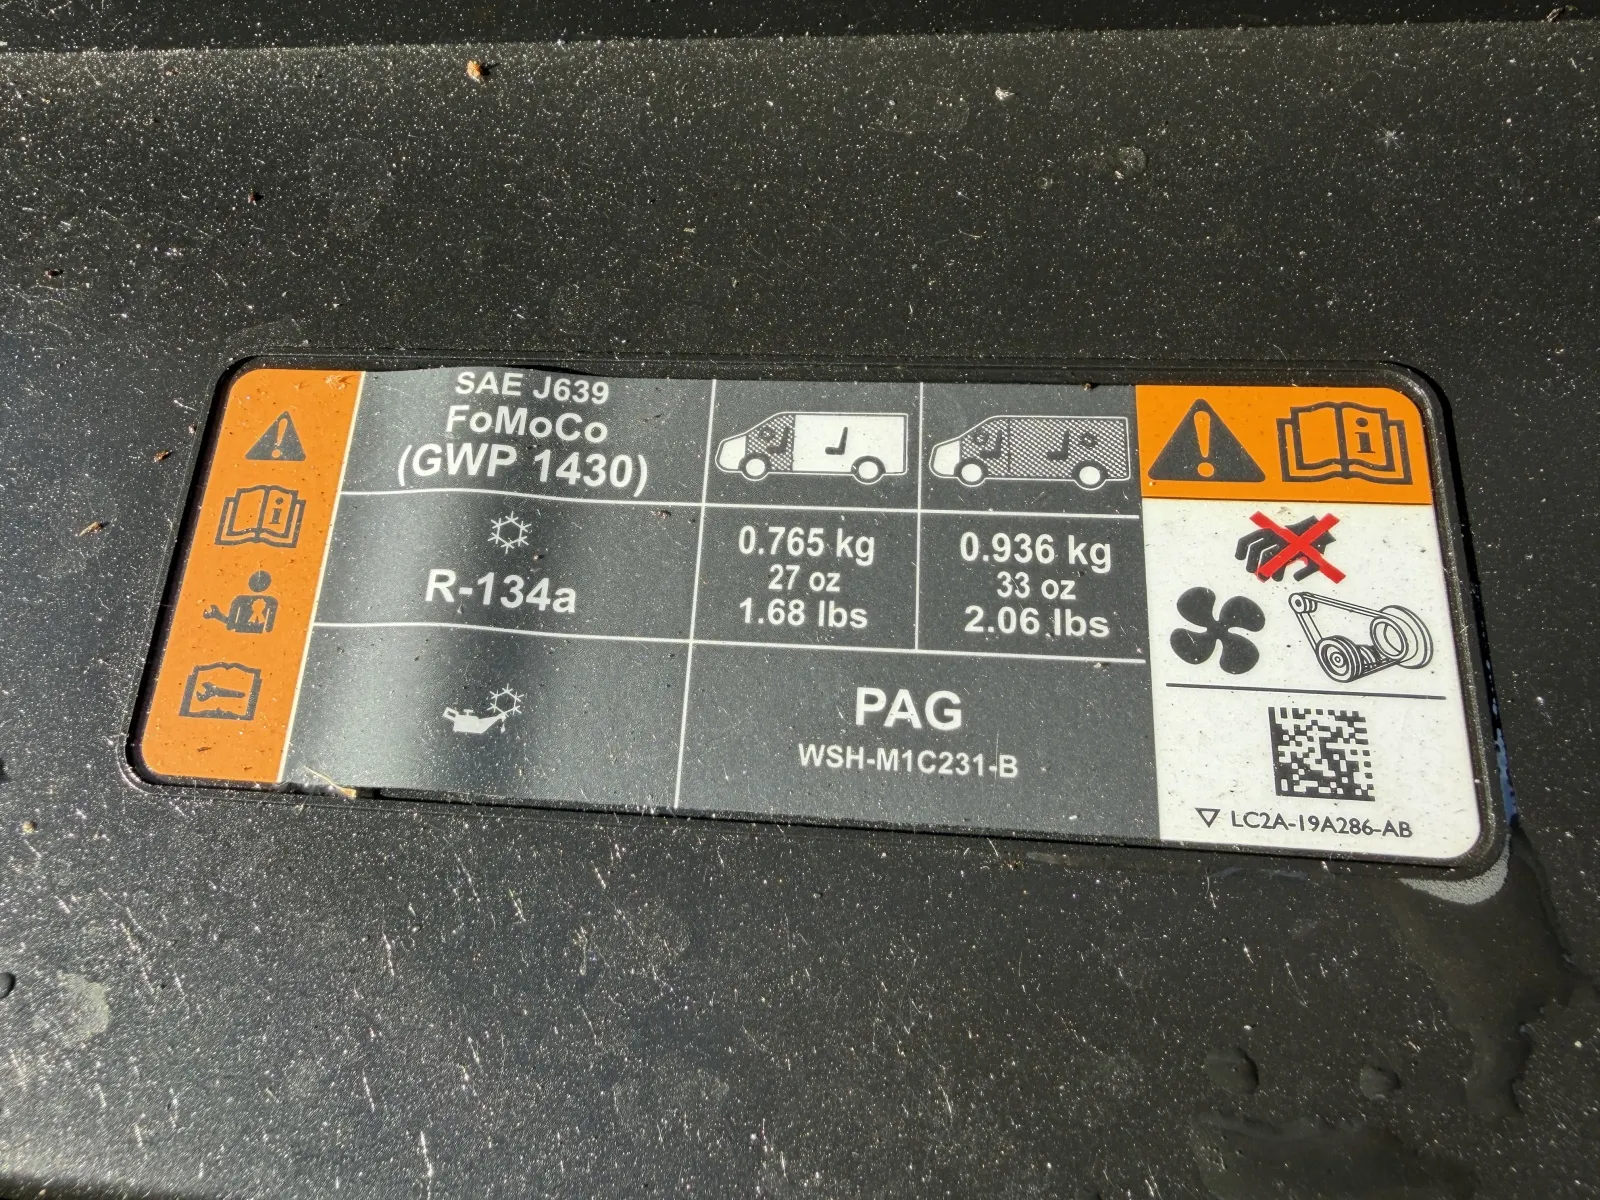 SAE J639
FoMoCo
(GWP 1430)
R-134a
0.765 kg
27 oz
1.68 lbs
0.936 kg
33 oz
2.06 lbs
PAG
WSH-M1C231-B
LC2A-19A286-AB